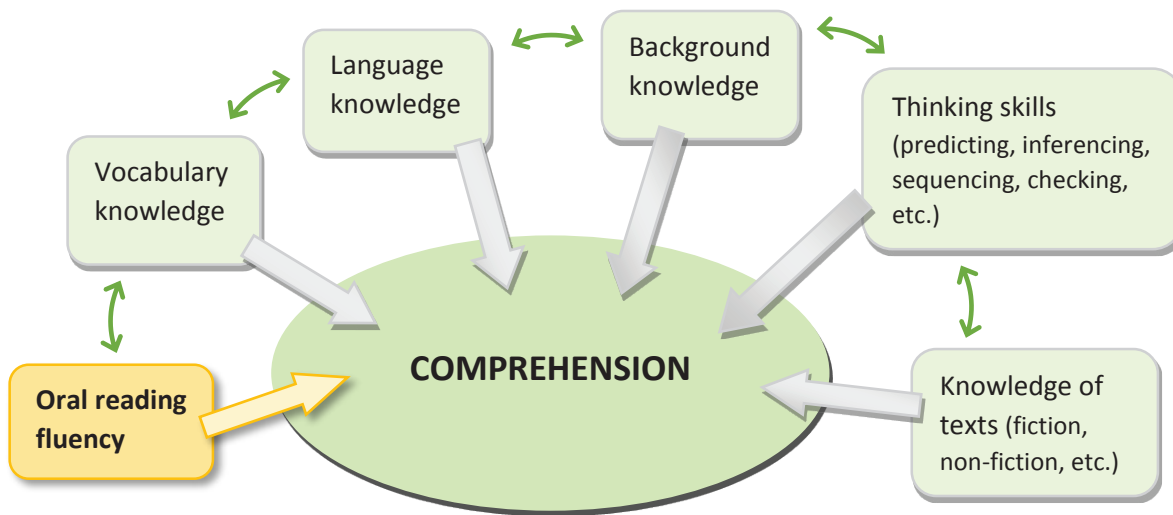 Background
knowledge
Language
knowledge
Thinking skills
(predicting, inferencing,
sequencing, checking,
etc.)
Vocabulary
knowledge
COMPREHENSION
Oral reading
fluency
Knowledge of
texts (fiction,
non-fiction, etc.)